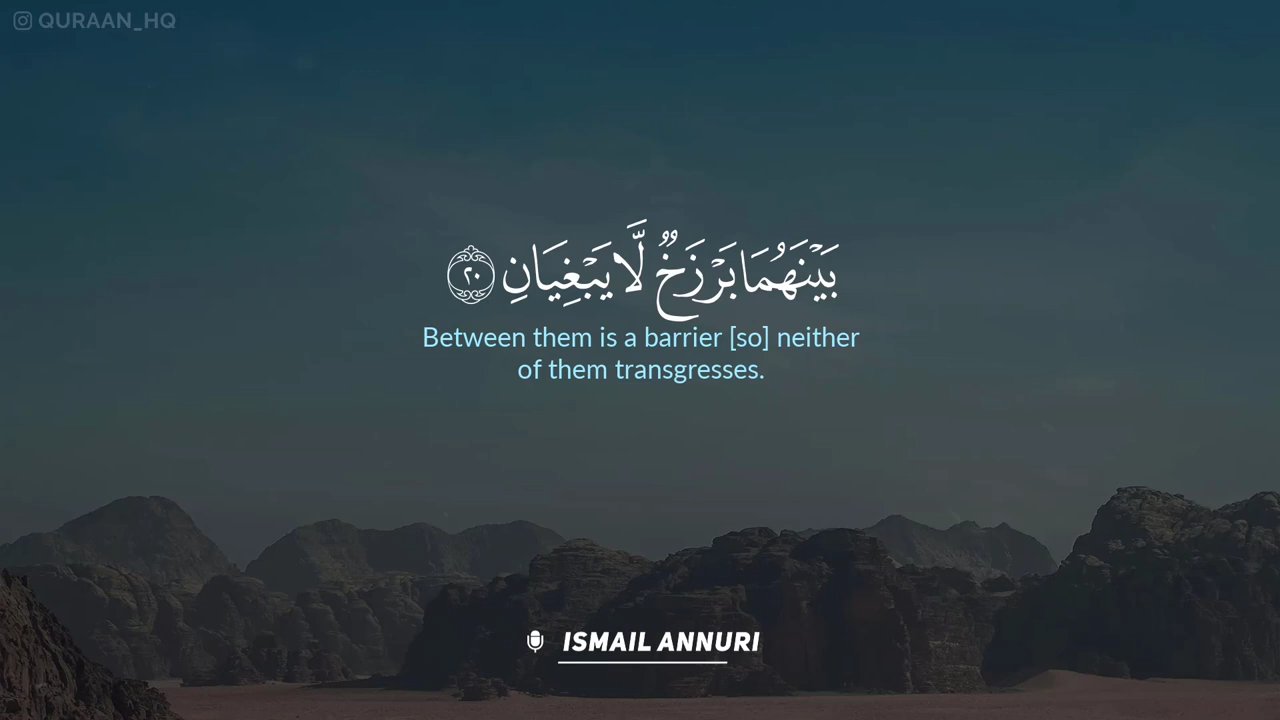 QURAAN_HQ
بَيْنَهُمَا بَرْزَخٌ لَّا يَبْغِيَانِ ٢٠
Between them is a barrier [so] neither
of them transgresses.
ISMAIL ANNURI